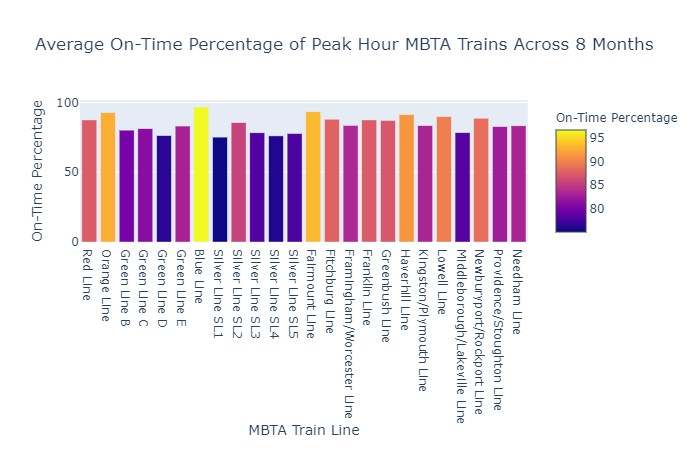 Average On-Time Percentage of Peak Hour MBTA Trains Across 8 Months
On-Time Percentage
100
50
0
Red Line
Orange Line
Green Line B
Green Line C
Green Line D
Green Line E
Blue Line
Silver Line SL1
Silver Line SL2
Silver Line SL3
Silver Line SL4
Silver Line SL5
Fairmount Line
Fitchburg Line
Framingham/Worcester Line
Franklin Line
Greenbush Line
Haverhill Line
Kingston/Plymouth Line
Lowell Line
Middleborough/Lakeville Line
Newburyport/Rockport Line
Providence/Stoughton Line
Needham Line
MBTA Train Line
On-Time Percentage
95
90
85
80